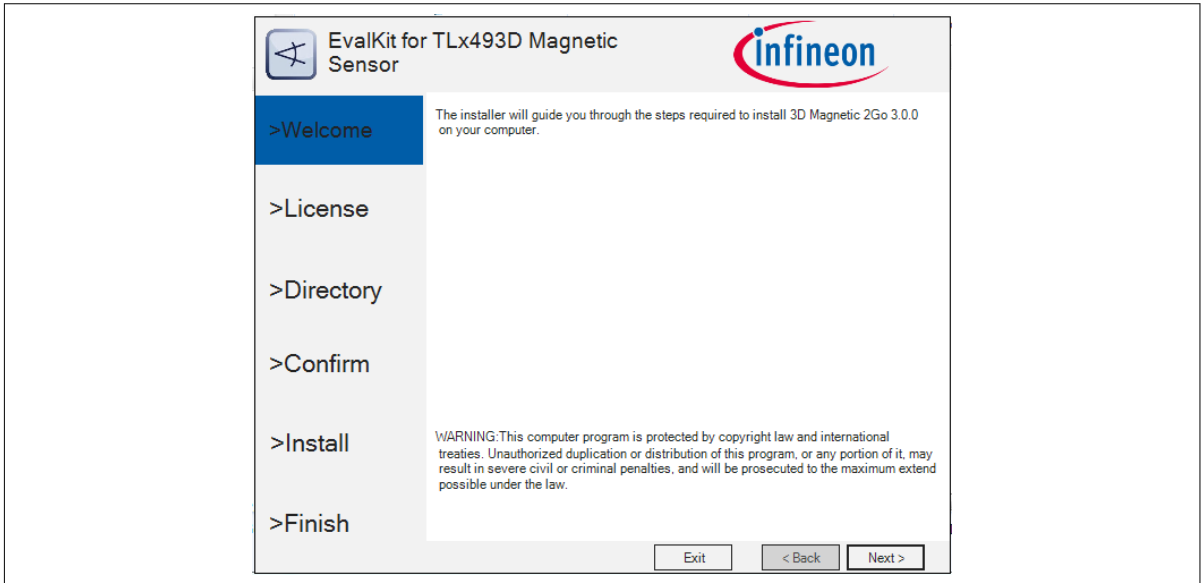 EvalKit for TLx493D Magnetic
Sensor
infineon
>Welcome
The installer will guide you through the steps required to install 3D Magnetic 2Go 3.0.0
on your computer.
>License
>Directory
>Confirm
>Install
WARNING:This computer program is protected by copyright law and international
treaties. Unauthorized duplication or distribution of this program, or any portion of it, may
result in severe civil or criminal penalties, and will be prosecuted to the maximum extend
possible under the law.
>Finish
Exit
< Back
Next >